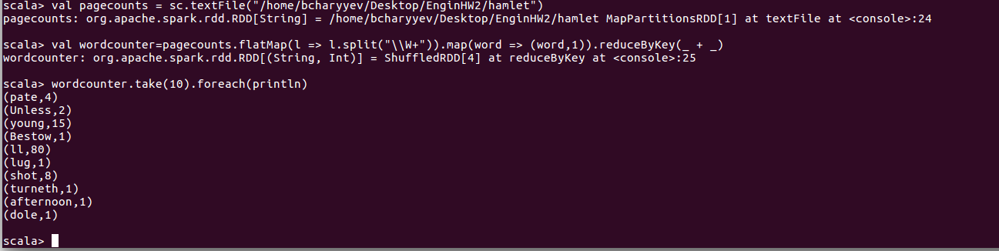 scala> val pagecounts = sc.textFile("/home/bcharyyev/Desktop/EnginHW2/hamlet")
pagecounts: org.apache.spark.rdd.RDD[String] = /home/bcharyyev/Desktop/EnginHW2/hamlet MapPartitionsRDD[1] at textFile at <console>:24
scala> val wordcounter=pagecounts.flatMap(l => l.split("\\W+")).map(word => (word,1)).reduceByKey(_ + _)
wordcounter: org.apache.spark.rdd.RDD[(String, Int)] = ShuffledRDD[4] at reduceByKey at <console>:25
scala> wordcounter.take(10).foreach(println)
(pate,4)
(Unless,2)
(young,15)
(Bestow,1)
(ll,80)
(lug,1)
(shot,8)
(turneth,1)
(afternoon,1)
(dole,1)
scala>